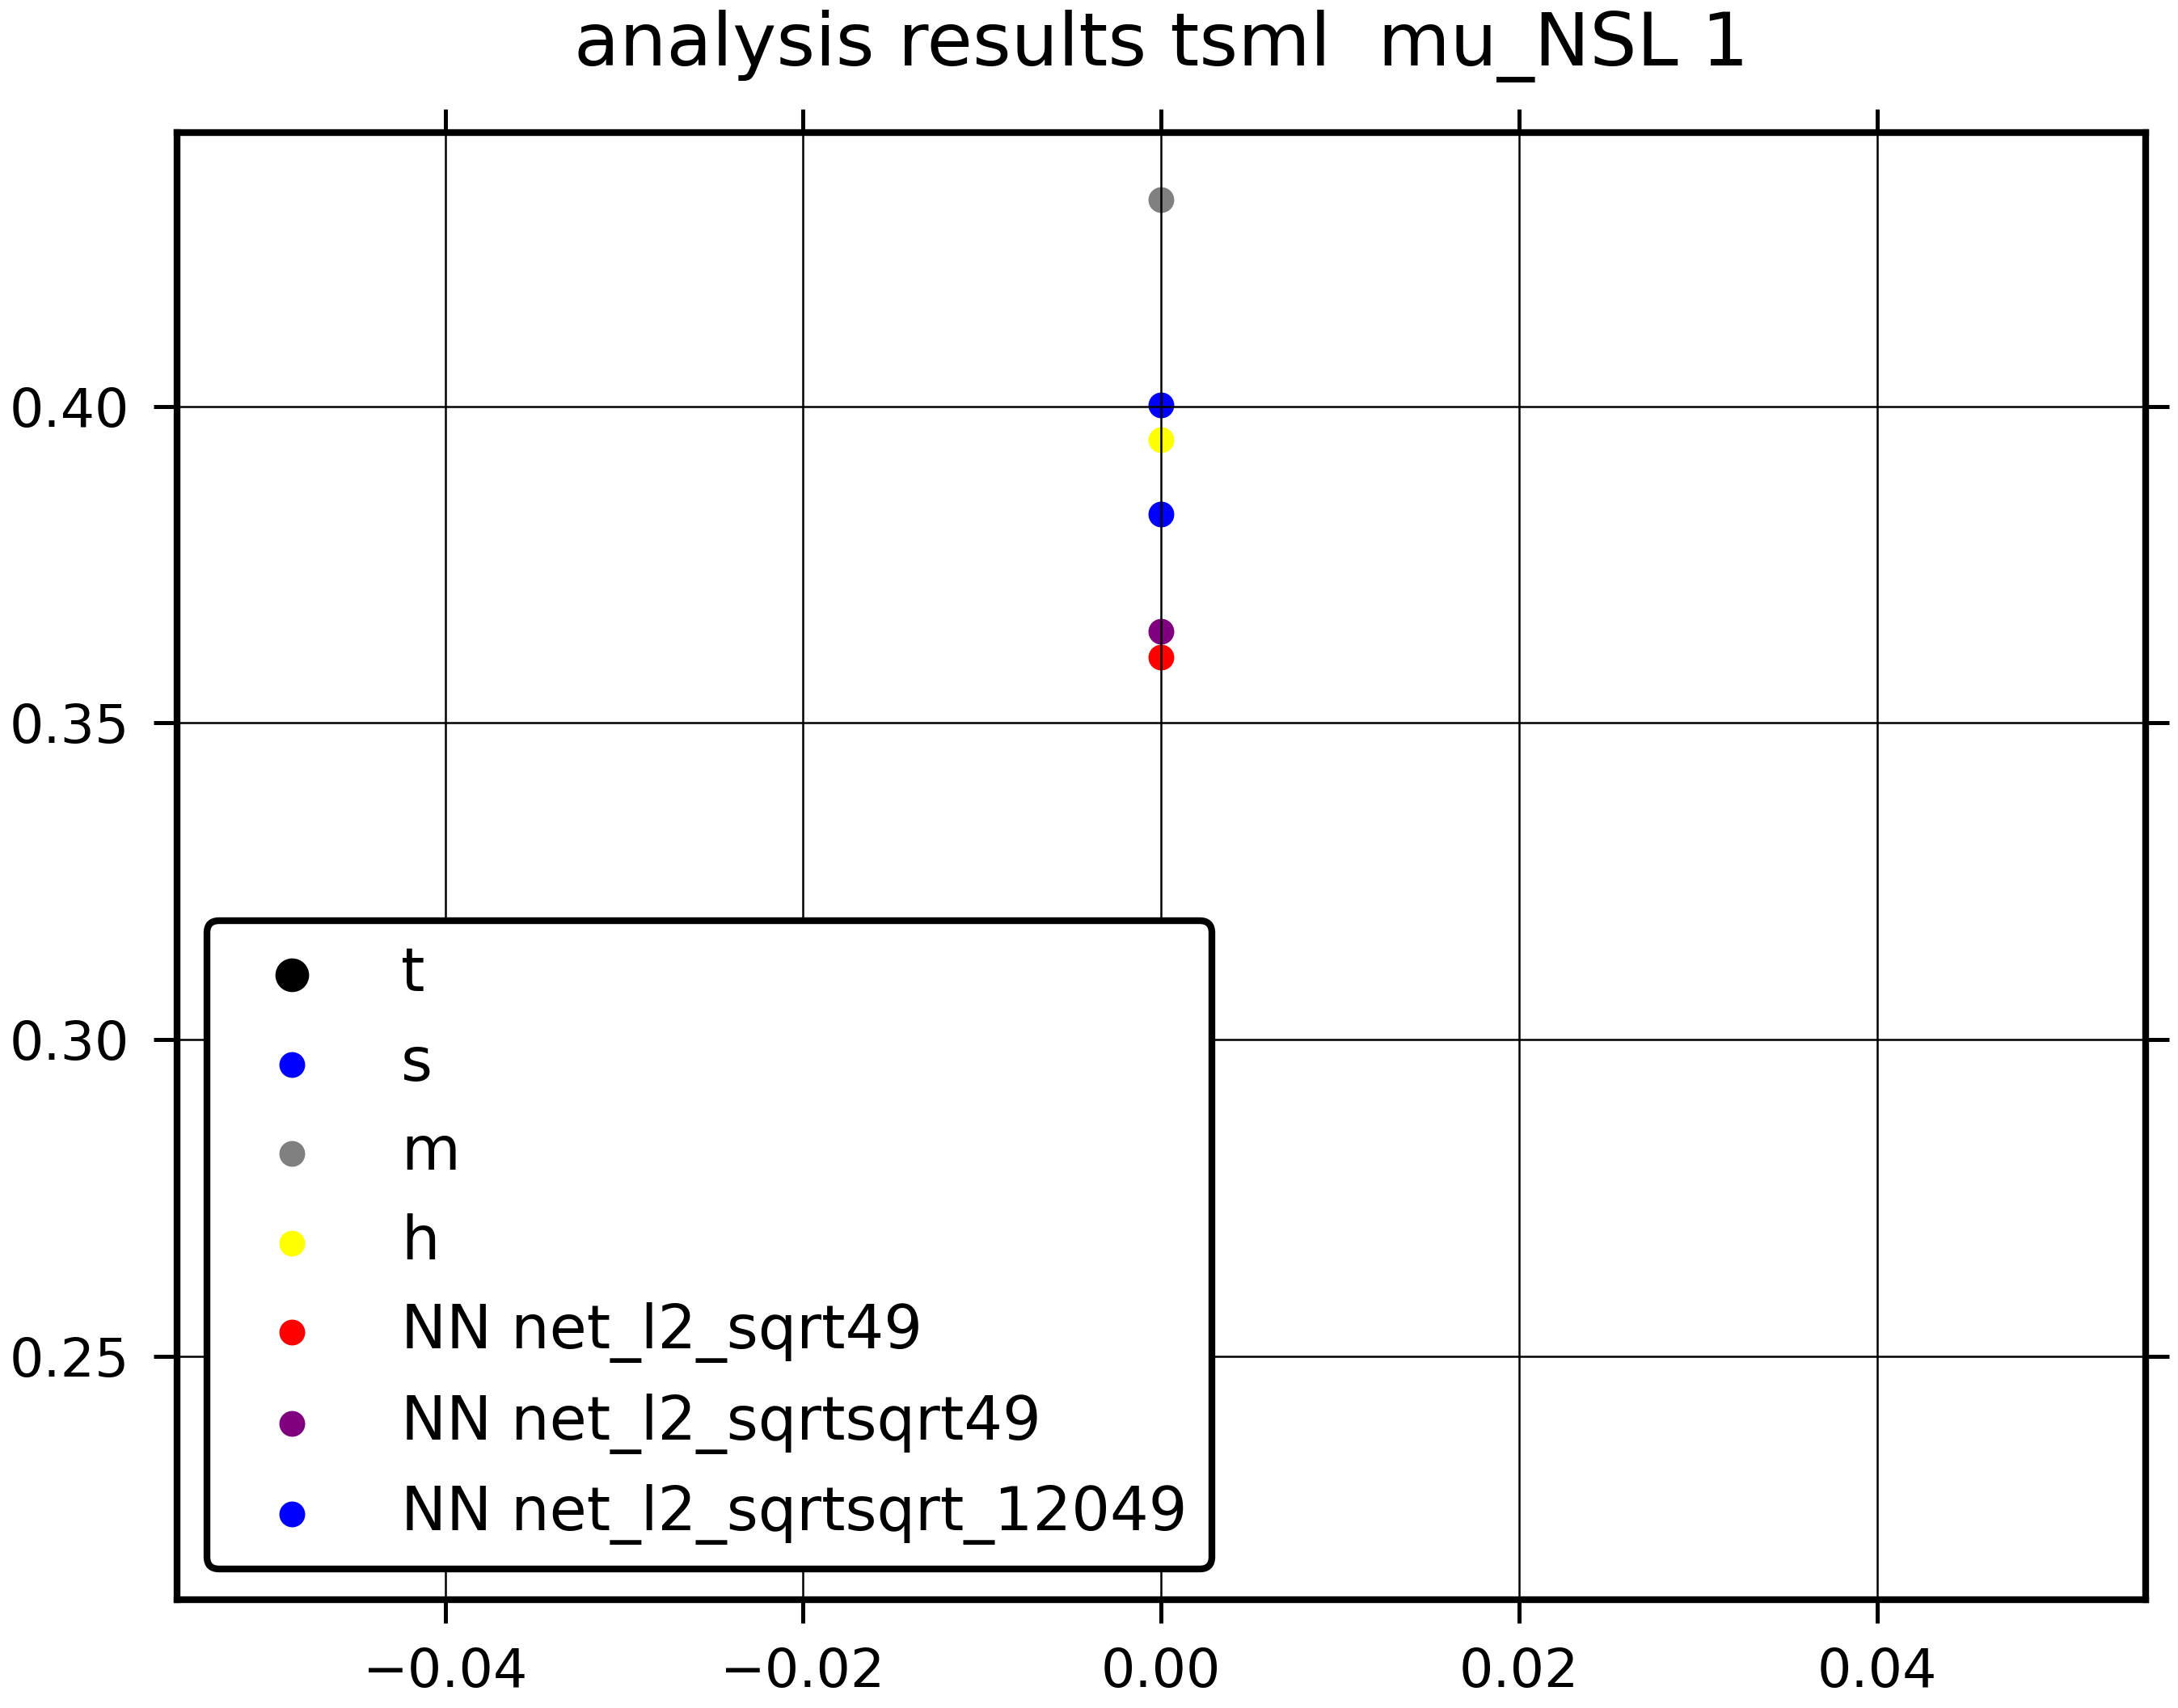 analysis results tsml  mu_NSL 1
0.40
0.35
0.30
0.25
t
s
m
h
NN net_l2_sqrt49
NN net_l2_sqrtsqrt49
NN net_l2_sqrtsqrt_12049
−0.04
−0.02
0.00
0.02
0.04